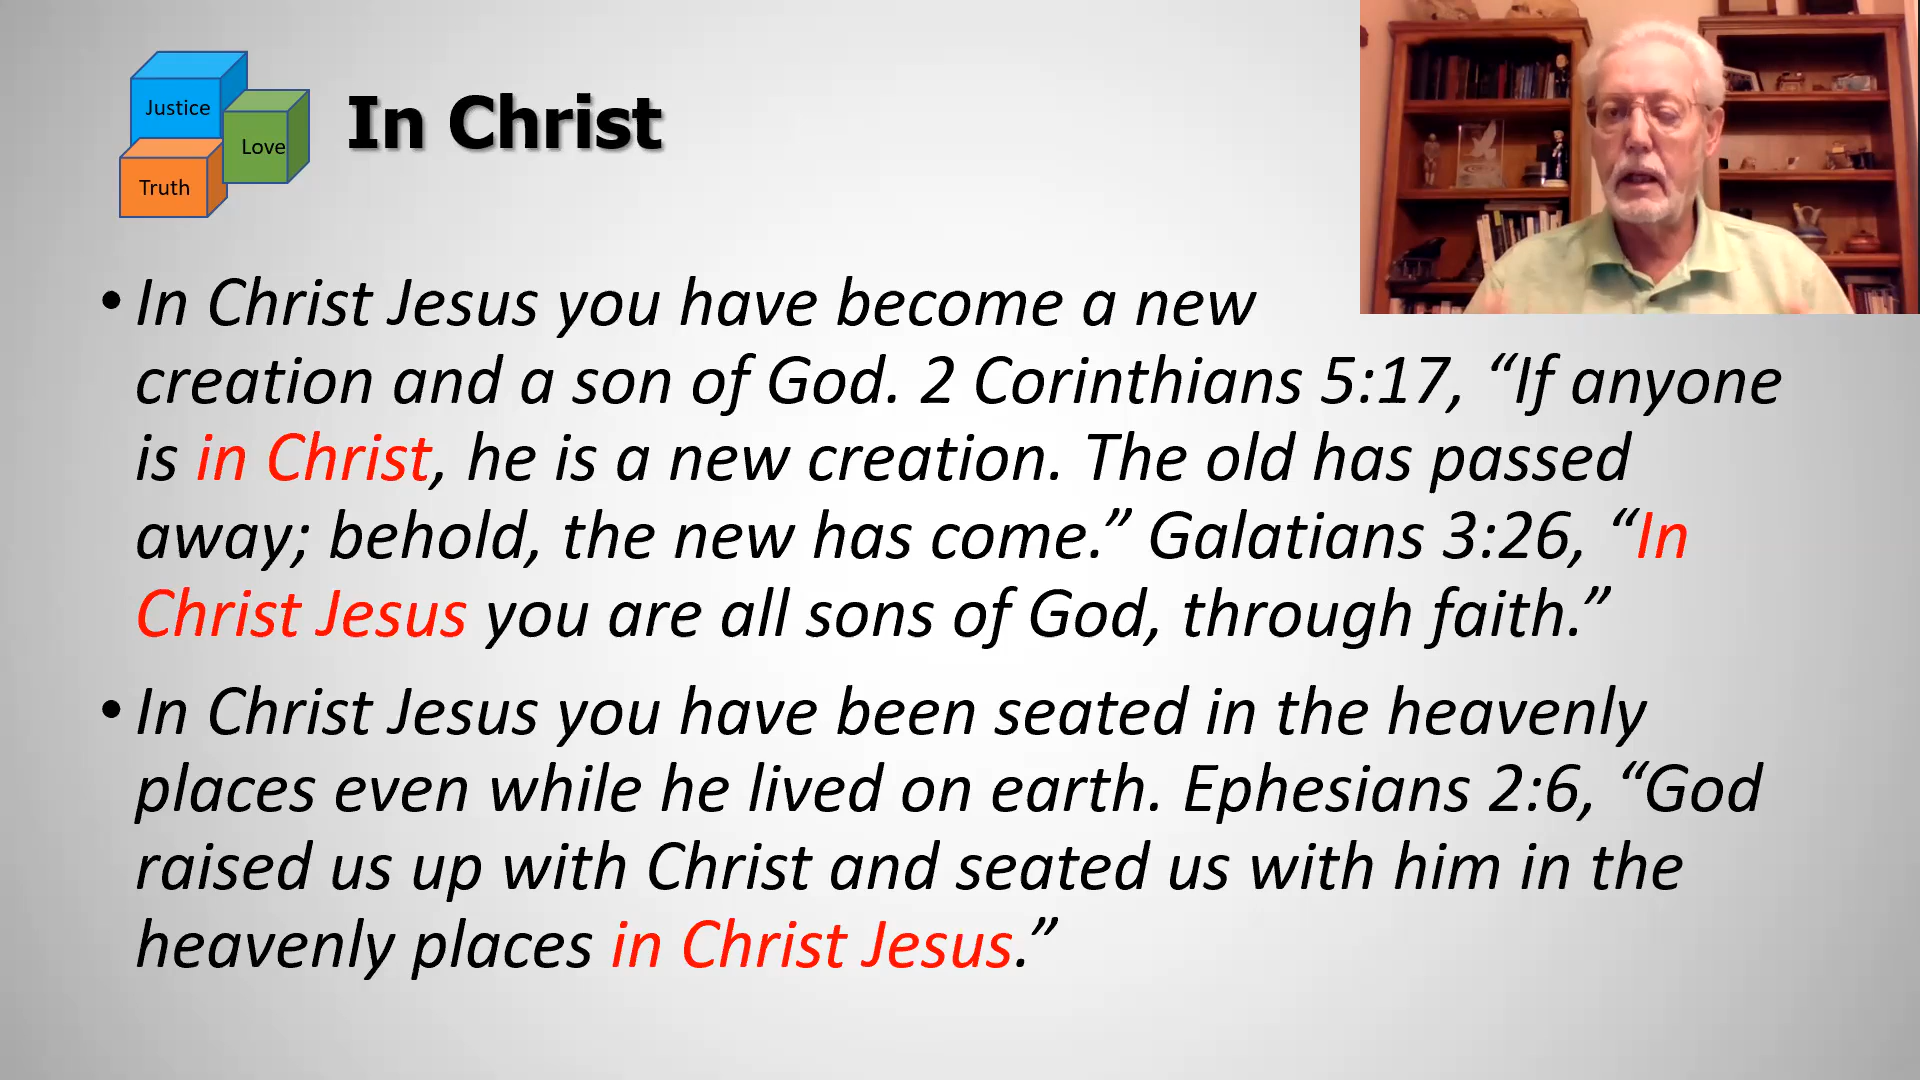 Justice
Love
Truth
In Christ
• In Christ Jesus you have become a new
creation and a son of God. 2 Corinthians 5:17, “If anyone
is in Christ, he is a new creation. The old has passed
away; behold, the new has come.” Galatians 3:26, “In
Christ Jesus you are all sons of God, through faith.”
• In Christ Jesus you have been seated in the heavenly
places even while he lived on earth. Ephesians 2:6, “God
raised us up with Christ and seated us with him in the
heavenly places in Christ Jesus.”